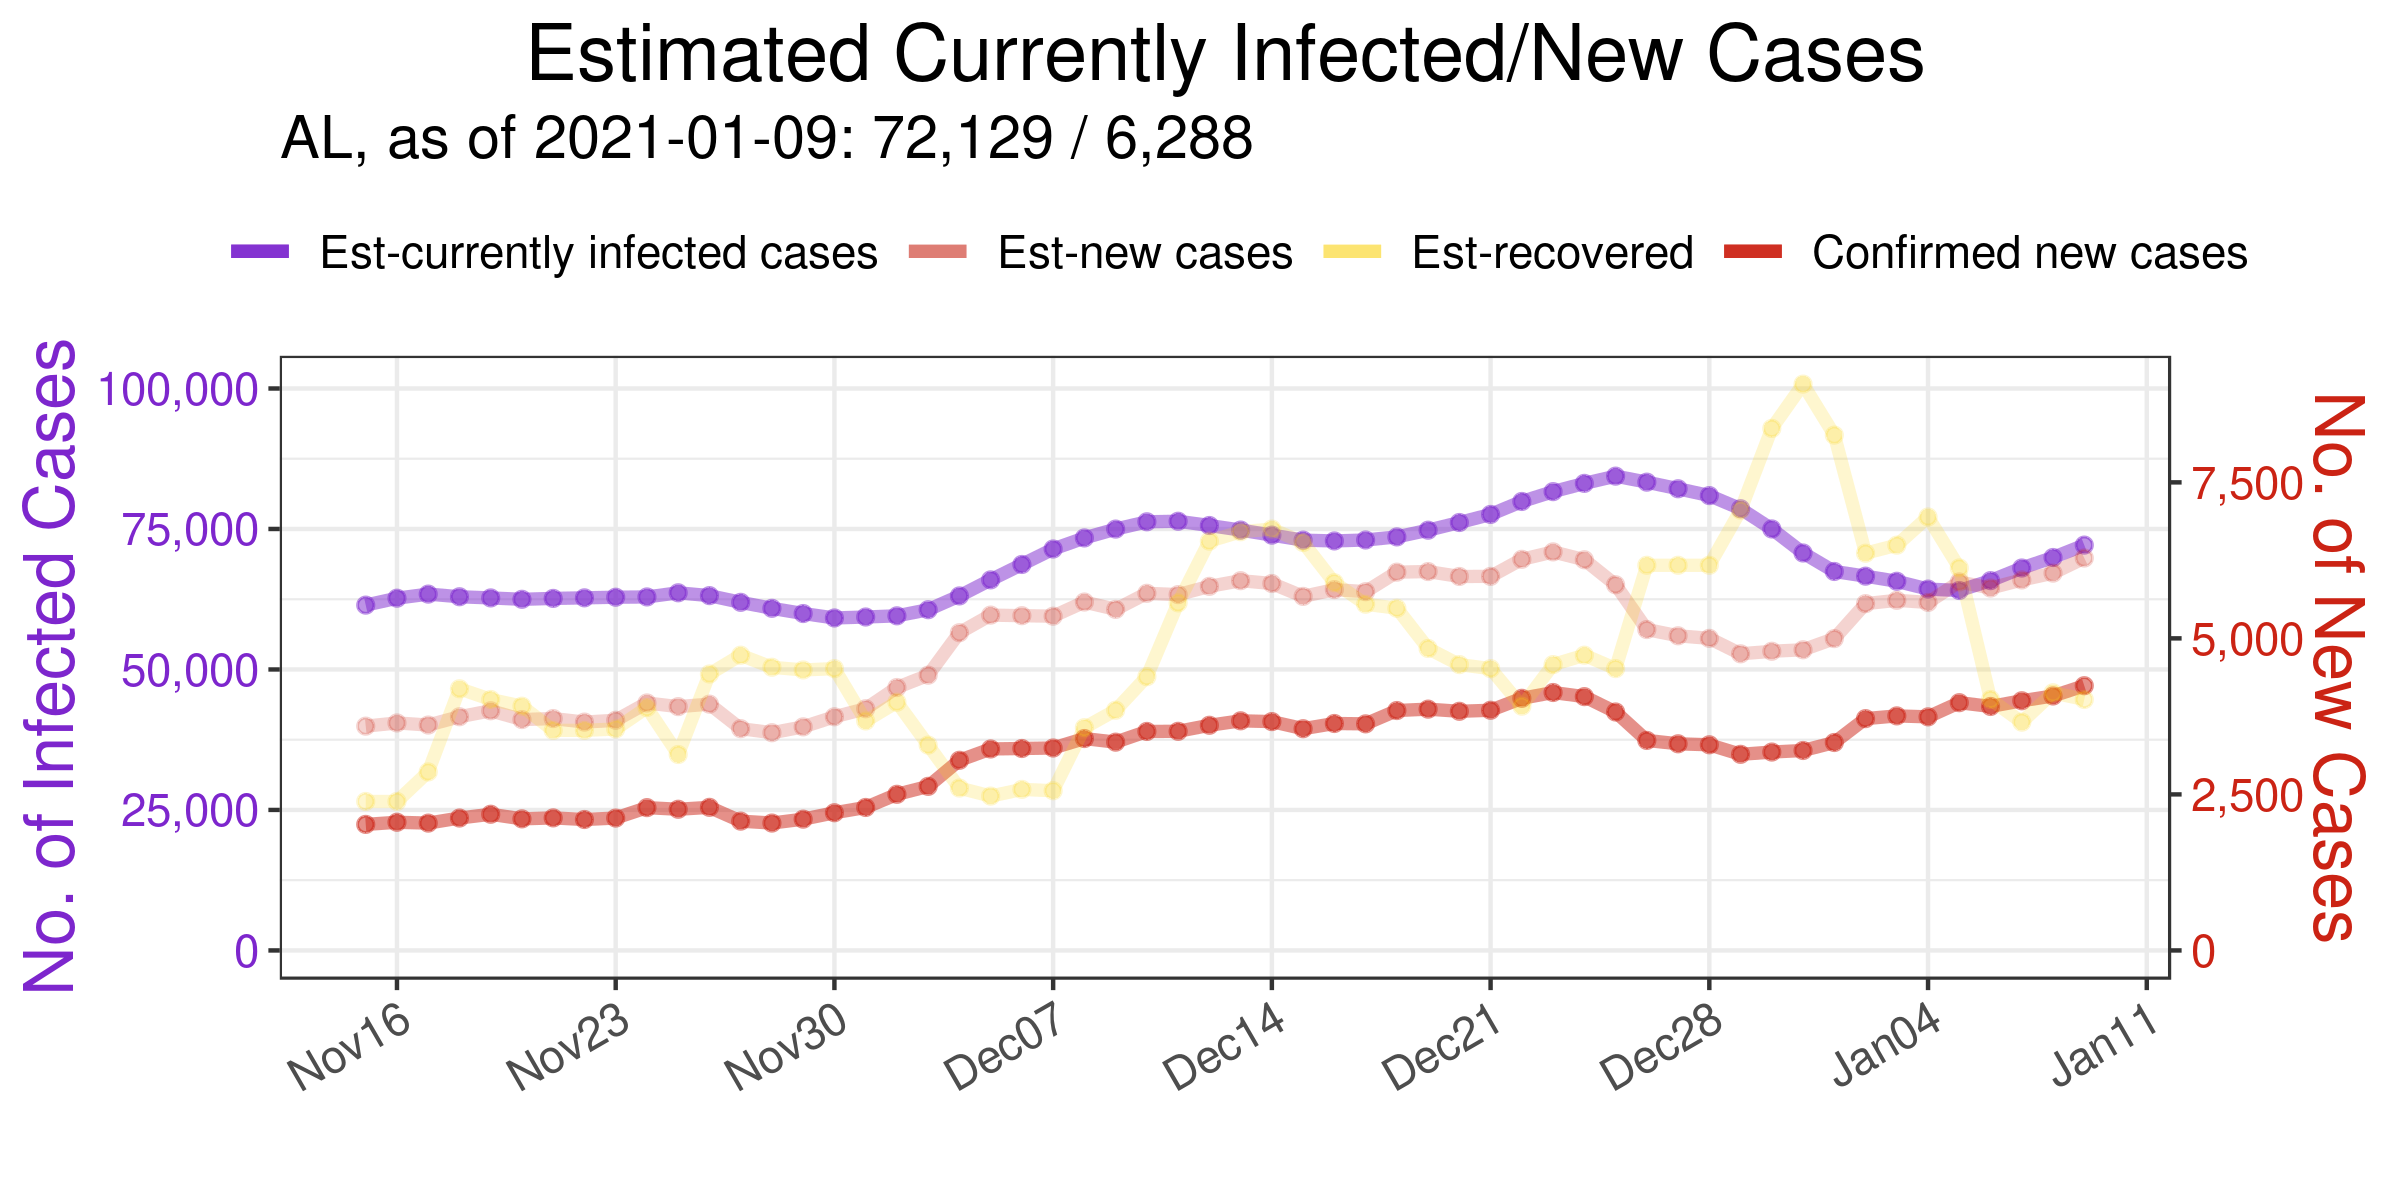 Estimated Currently Infected/New Cases
AL, as of 2021-01-09: 72,129 / 6,288
Est-currently infected cases Est-new cases Est-recovered Confirmed new cases
No. of Infected Cases
100,000
75,000
50,000
25,000
0
7,500
5,000
2,500
0
No. of New Cases
Nov16 Nov23 Nov30 Dec07 Dec14 Dec21 Dec28 Jan04 Jan11